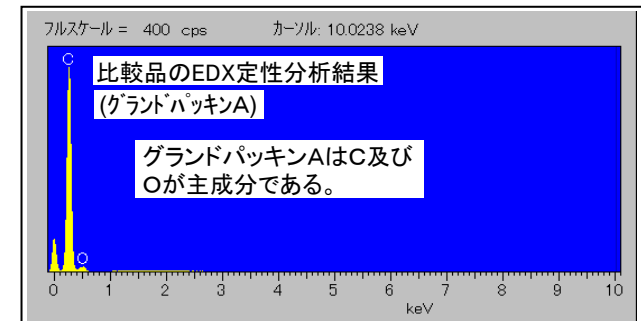 フルスケール = 400 cps カーソル: 10.0238 keV
C
比較品のEDX定性分析結果
(グランドパッキンA)
グランドパッキンAはC及び
Oが主成分である。
O
0 1 2 3 4 5 6 7 8 9 10
keV